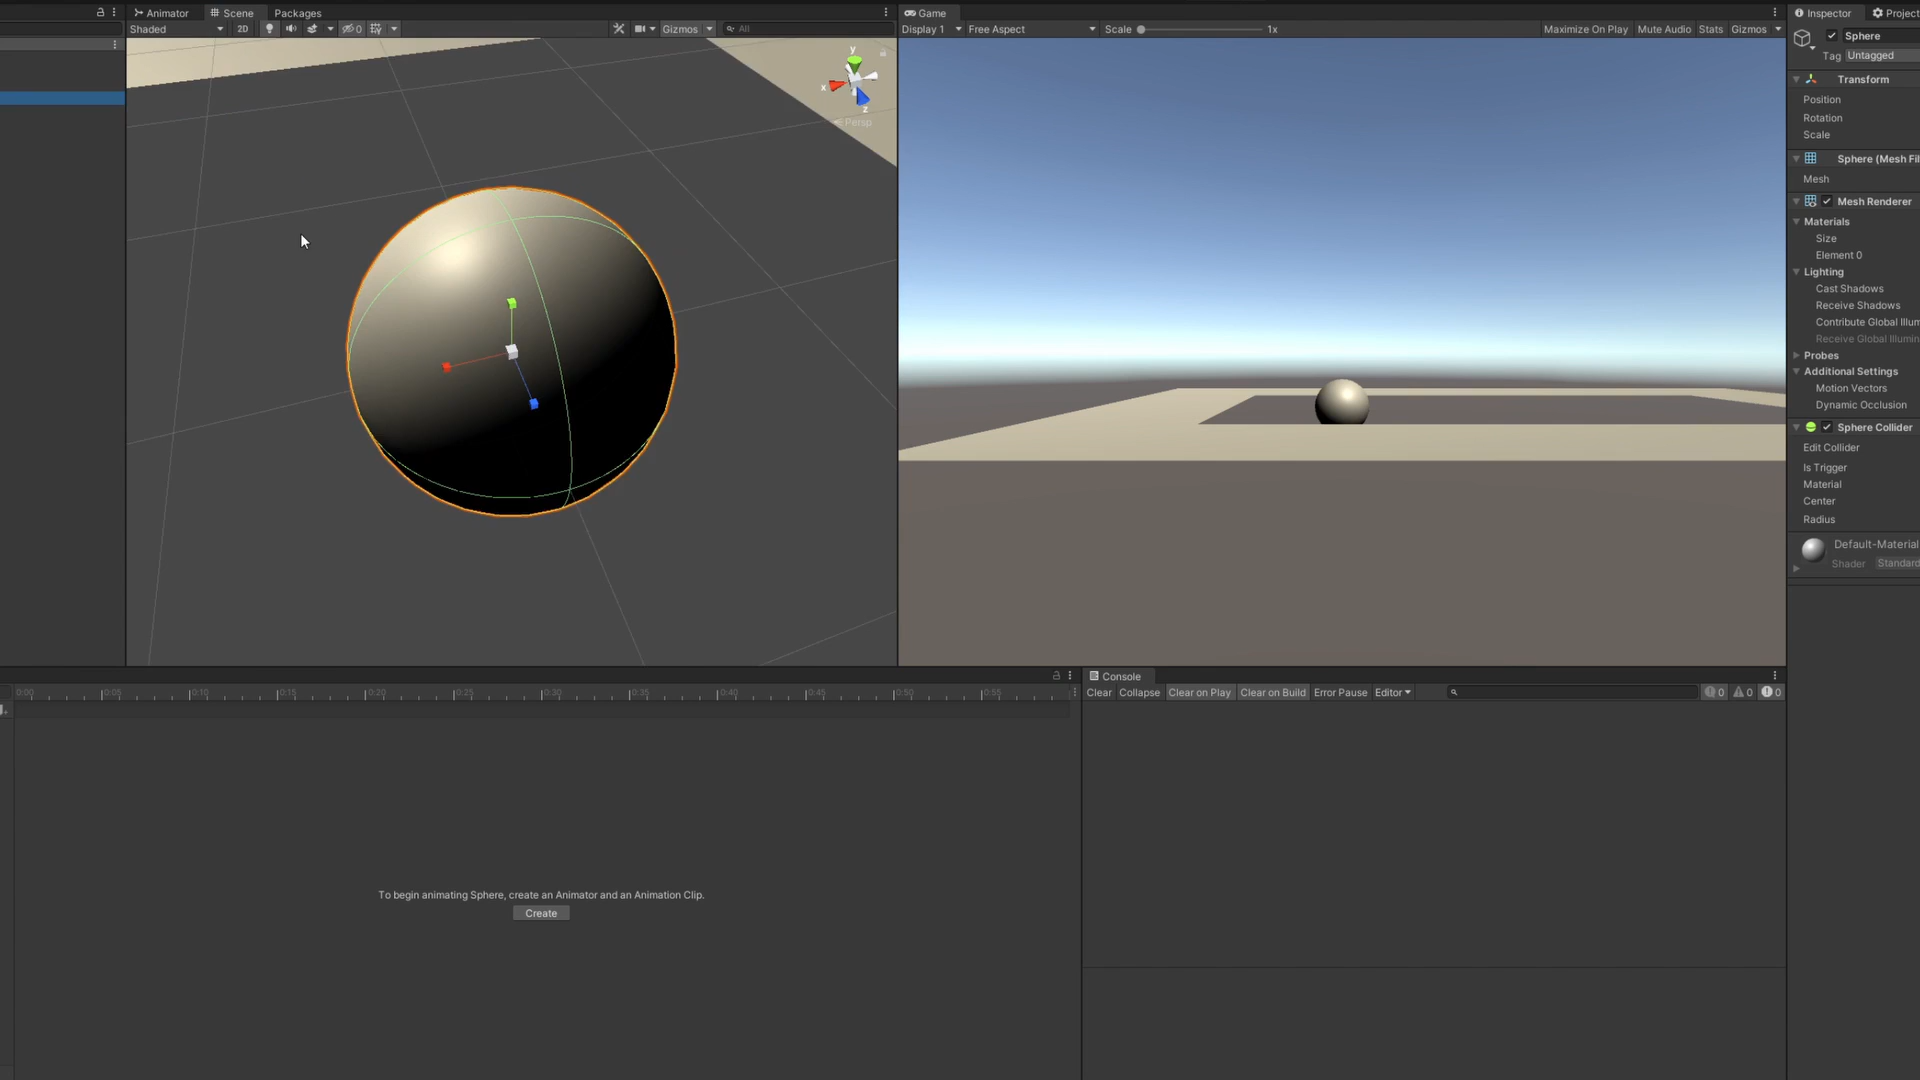 Animator
Scene
Packages
Shaded
2D
0
Gizmos
All
y
x
z
Persp
Game
Display 1
Free Aspect
Scale
1x
Maximize On Play
Mute Audio
Stats
Gizmos
Inspector
Project
Sphere
Tag
Untagged
Transform
Position
Rotation
Scale
Sphere (Mesh Fil
Mesh
Mesh Renderer
Materials
Size
Element 0
Lighting
Cast Shadows
Receive Shadows
Contribute Global Illum
Receive Global Illumin
Probes
Additional Settings
Motion Vectors
Dynamic Occlusion
Sphere Collider
Edit Collider
Is Trigger
Material
Center
Radius
Default-Material
Shader
Standard
0:00
0:05
0:10
0:15
0:20
0:25
0:30
0:35
0:40
0:45
0:50
0:55
To begin animating Sphere, create an Animator and an Animation Clip.
Create
Console
Clear
Collapse
Clear on Play
Clear on Build
Error Pause
Editor
0
0
0